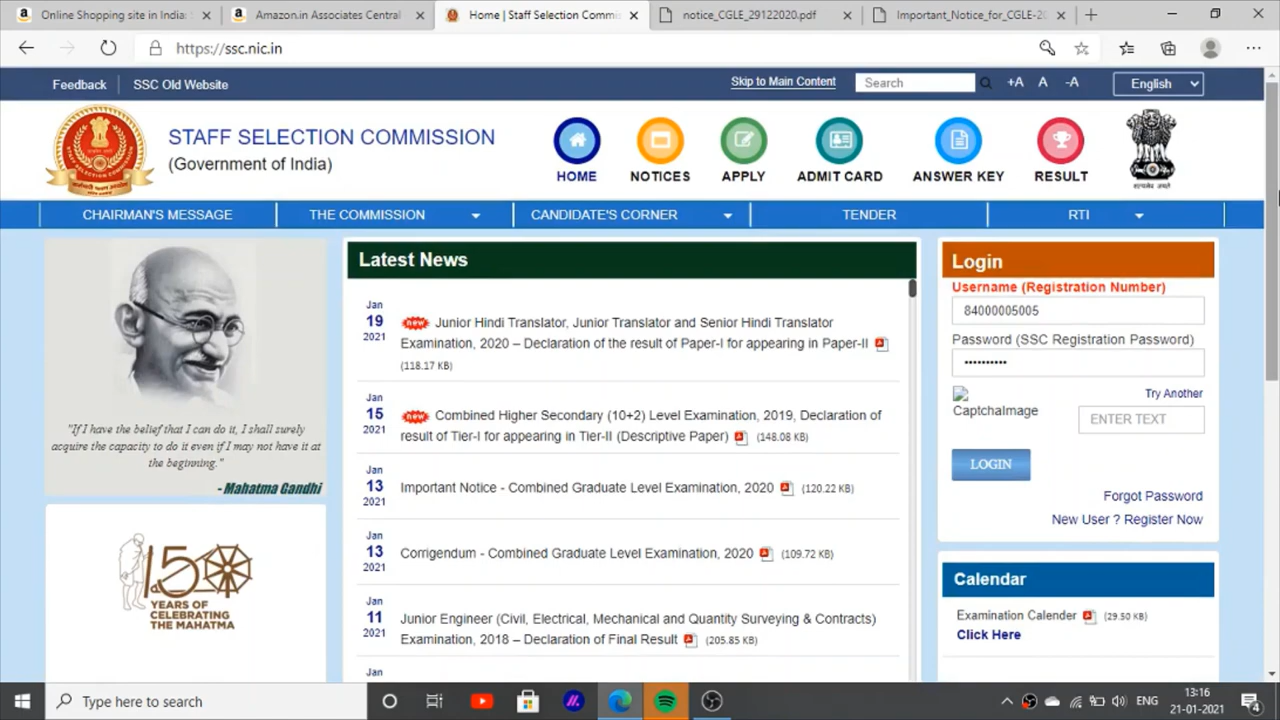 Online Shopping site in India:
Amazon.in Associates Central
Home | Staff Selection Commis
notice_CGLE_29122020.pdf
Important_Notice_for_CGLE-20
https://ssc.nic.in
Feedback
SSC Old Website
Skip to Main Content
Search
+A
A
-A
English
STAFF SELECTION COMMISSION
(Government of India)
HOME
NOTICES
APPLY
ADMIT CARD
ANSWER KEY
RESULT
CHAIRMAN'S MESSAGE
THE COMMISSION
CANDIDATE'S CORNER
TENDER
RTI
"If I have the belief that I can do it, I shall surely
acquire the capacity to do it even if I may not have it at
the beginning."
- Mahatma Gandhi
150
YEARS OF
CELEBRATING
THE MAHATMA
Latest News
Jan
19
2021
new Junior Hindi Translator, Junior Translator and Senior Hindi Translator
Examination, 2020 – Declaration of the result of Paper-I for appearing in Paper-II
(118.17 KB)
Jan
15
2021
new Combined Higher Secondary (10+2) Level Examination, 2019, Declaration of
result of Tier-I for appearing in Tier-II (Descriptive Paper) (148.08 KB)
Jan
13
2021
Important Notice - Combined Graduate Level Examination, 2020 (120.22 KB)
Jan
13
2021
Corrigendum - Combined Graduate Level Examination, 2020 (109.72 KB)
Jan
11
2021
Junior Engineer (Civil, Electrical, Mechanical and Quantity Surveying & Contracts)
Examination, 2018 – Declaration of Final Result (205.85 KB)
Jan
Login
Username (Registration Number)
84000005005
Password (SSC Registration Password)
••••••••••
Try Another
CaptchaImage
ENTER TEXT
LOGIN
Forgot Password
New User ? Register Now
Calendar
Examination Calender (29.50 KB)
Click Here
Type here to search
ENG
13:16
21-01-2021
4